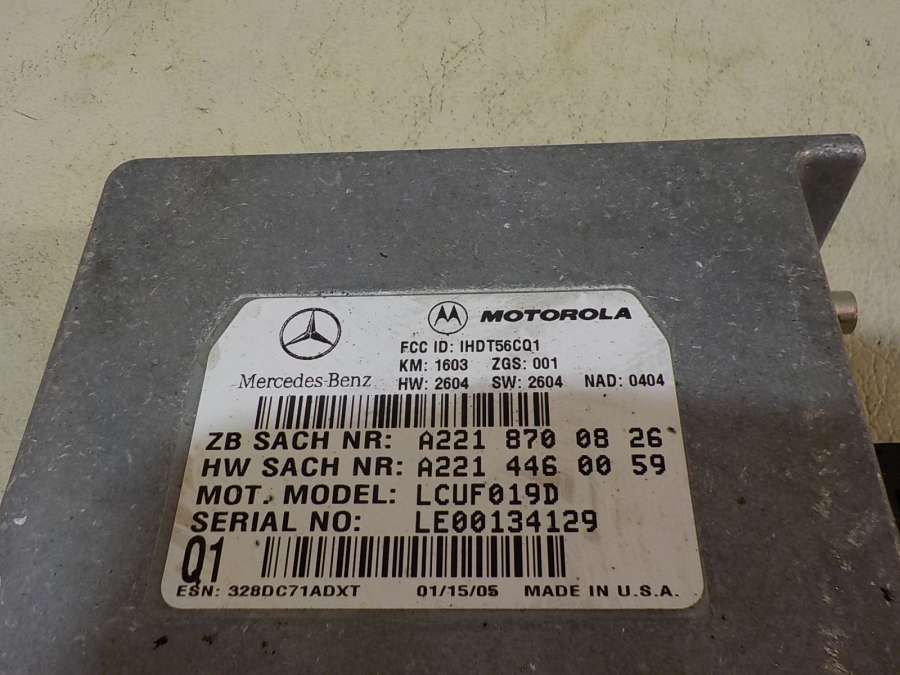 MOTOROLA
FCC ID: IHDT56CQ1
KM: 1603 ZGS: 001
Mercedes-Benz HW: 2604 SW: 2604 NAD: 0404
ZB SACH NR: A221 870 08 26
HW SACH NR: A221 446 00 59
MOT. MODEL: LCUF019D
SERIAL NO: LE00134129
Q1
ESN: 328DC71ADXT 01/15/05 MADE IN U.S.A.